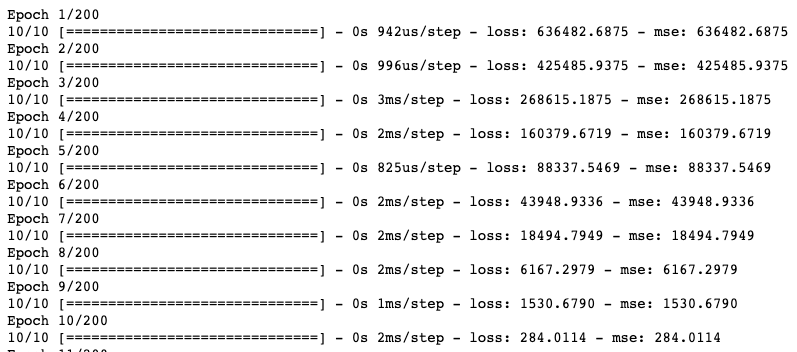 Epoch 1/200
10/10 [==============================] - 0s 942us/step - loss: 636482.6875 - mse: 636482.6875
Epoch 2/200
10/10 [==============================] - 0s 996us/step - loss: 425485.9375 - mse: 425485.9375
Epoch 3/200
10/10 [==============================] - 0s 3ms/step - loss: 268615.1875 - mse: 268615.1875
Epoch 4/200
10/10 [==============================] - 0s 2ms/step - loss: 160379.6719 - mse: 160379.6719
Epoch 5/200
10/10 [==============================] - 0s 825us/step - loss: 88337.5469 - mse: 88337.5469
Epoch 6/200
10/10 [==============================] - 0s 2ms/step - loss: 43948.9336 - mse: 43948.9336
Epoch 7/200
10/10 [==============================] - 0s 2ms/step - loss: 18494.7949 - mse: 18494.7949
Epoch 8/200
10/10 [==============================] - 0s 2ms/step - loss: 6167.2979 - mse: 6167.2979
Epoch 9/200
10/10 [==============================] - 0s 1ms/step - loss: 1530.6790 - mse: 1530.6790
Epoch 10/200
10/10 [==============================] - 0s 2ms/step - loss: 284.0114 - mse: 284.0114